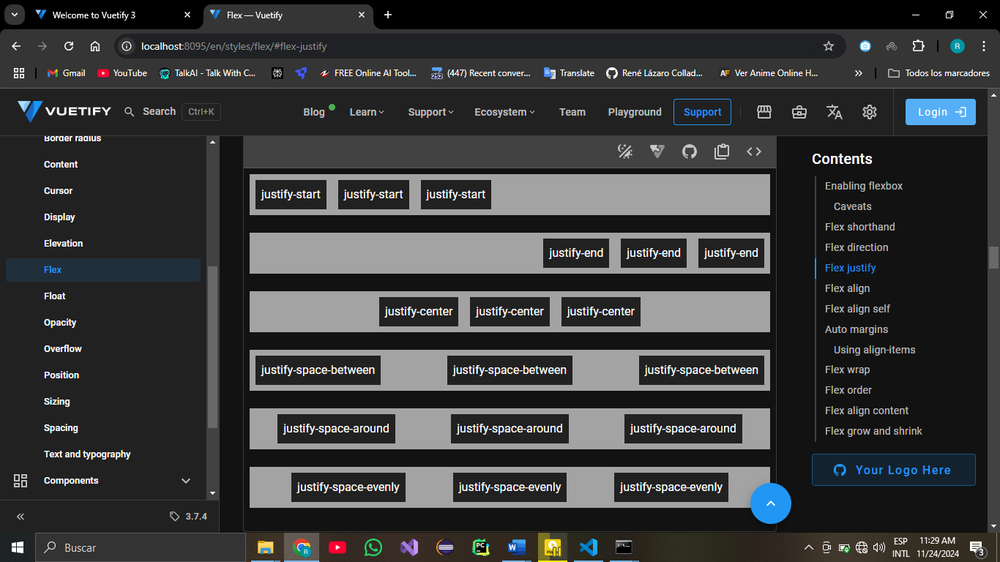 Welcome to Vuetify 3
Flex — Vuetify
localhost:8095/en/styles/flex/#flex-justify
R
Gmail
YouTube
TalkAI - Talk With C...
FREE Online AI Tool...
(447) Recent conver...
Translate
René Lázaro Collad...
AF Ver Anime Online H...
Todos los marcadores
VUETIFY
Search
Ctrl+K
Blog
Learn
Support
Ecosystem
Team
Playground
Support
Login
Border radius
Content
Cursor
Display
Elevation
Flex
Float
Opacity
Overflow
Position
Sizing
Spacing
Text and typography
Components
3.7.4
justify-start justify-start justify-start
justify-end justify-end justify-end
justify-center justify-center justify-center
justify-space-between justify-space-between justify-space-between
justify-space-around justify-space-around justify-space-around
justify-space-evenly justify-space-evenly justify-space-evenly
Contents
Enabling flexbox
Caveats
Flex shorthand
Flex direction
Flex justify
Flex align
Flex align self
Auto margins
Using align-items
Flex wrap
Flex order
Flex align content
Flex grow and shrink
Your Logo Here
Buscar
ESP
INTL
11:29 AM
11/24/2024
3